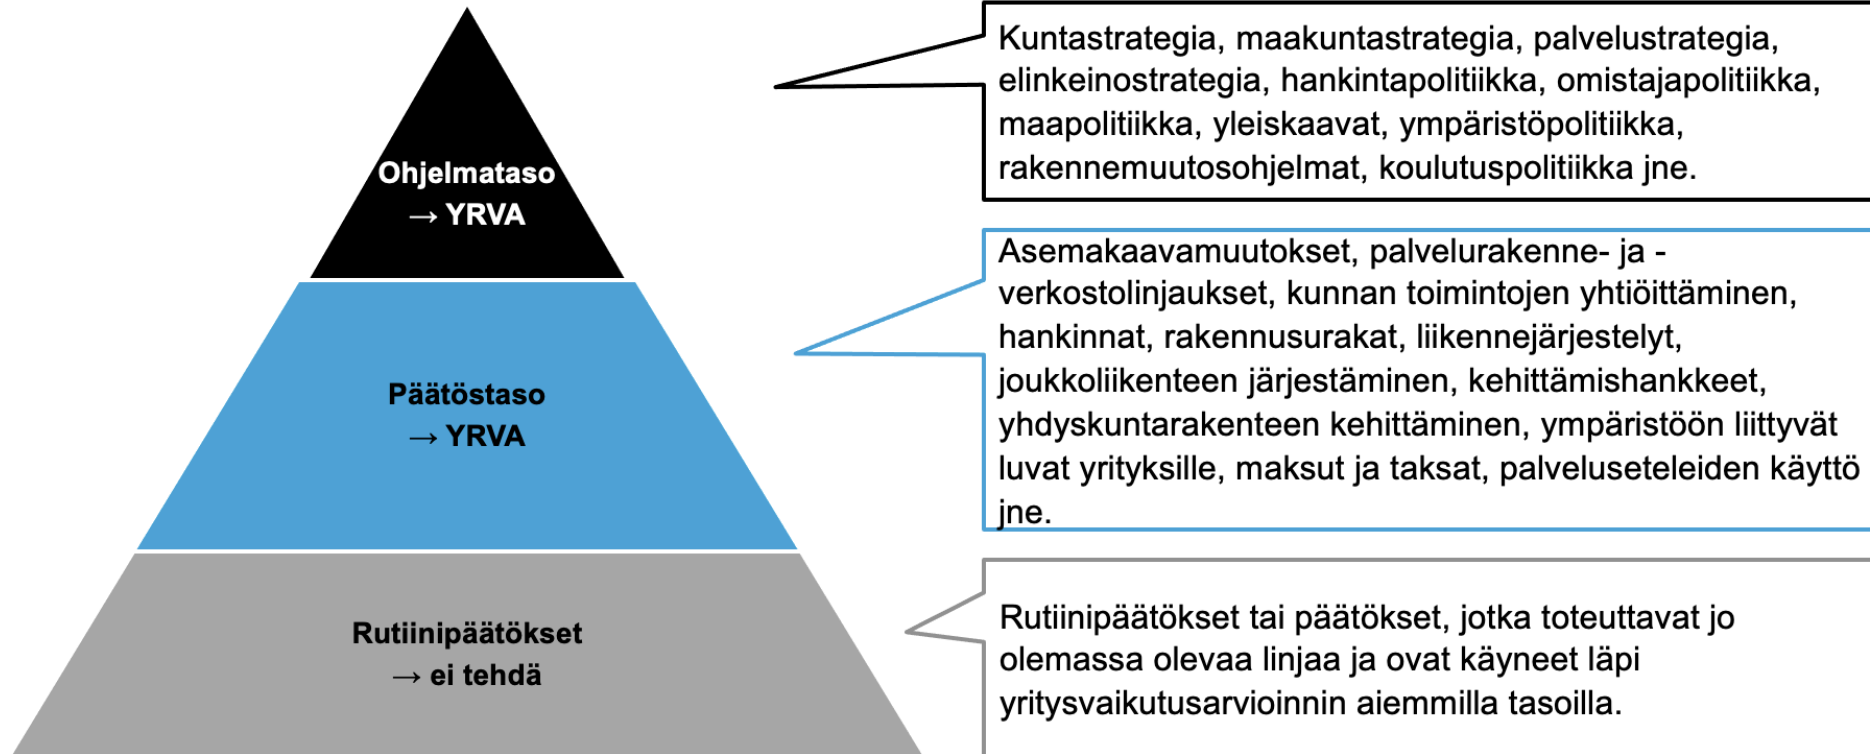 Ohjelmataso
→ YRVA
Kuntastrategia, maakuntastrategia, palvelustrategia,
elinkeinostrategia, hankintapolitiikka, omistajapolitiikka,
maapolitiikka, yleiskaavat, ympäristöpolitiikka,
rakennemuutosohjelmat, koulutuspolitiikka jne.
Päätöstaso
→ YRVA
Asemakaavamuutokset, palvelurakenne- ja -
verkostolinjaukset, kunnan toimintojen yhtiöittäminen,
hankinnat, rakennusurakat, liikennejärjestelyt,
joukkoliikenteen järjestäminen, kehittämishankkeet,
yhdyskuntarakenteen kehittäminen, ympäristöön liittyvät
luvat yrityksille, maksut ja taksat, palveluseteleiden käyttö
jne.
Rutiinipäätökset
→ ei tehdä
Rutiinipäätökset tai päätökset, jotka toteuttavat jo
olemassa olevaa linjaa ja ovat käyneet läpi
yritysvaikutusarvioinnin aiemmilla tasoilla.